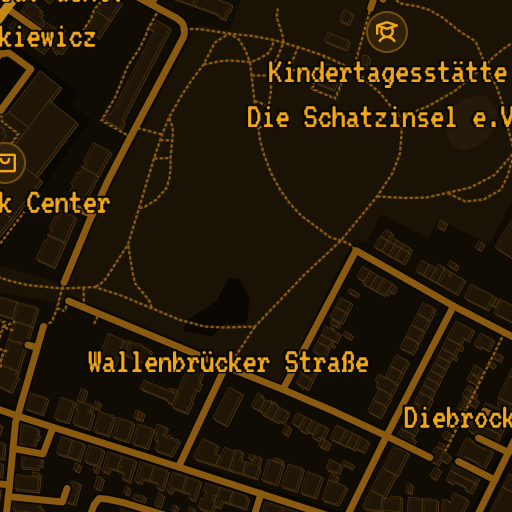 kiewicz
Kindertagesstätte
Die Schatzinsel e.V
k Center
Wallenbrücker Straße
Diebrock